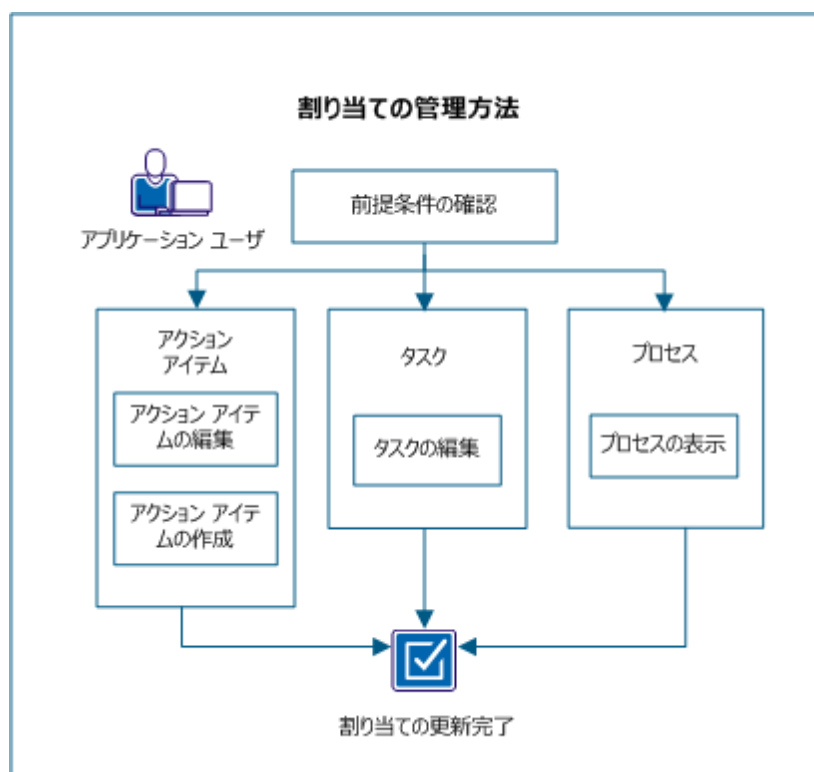 割り当ての管理方法
アプリケーション ユーザ
前提条件の確認
アクション
アイテム
アクション アイテ
ムの編集
アクション アイテ
ムの作成
タスク
タスクの編集
プロセス
プロセスの表示
割り当ての更新完了